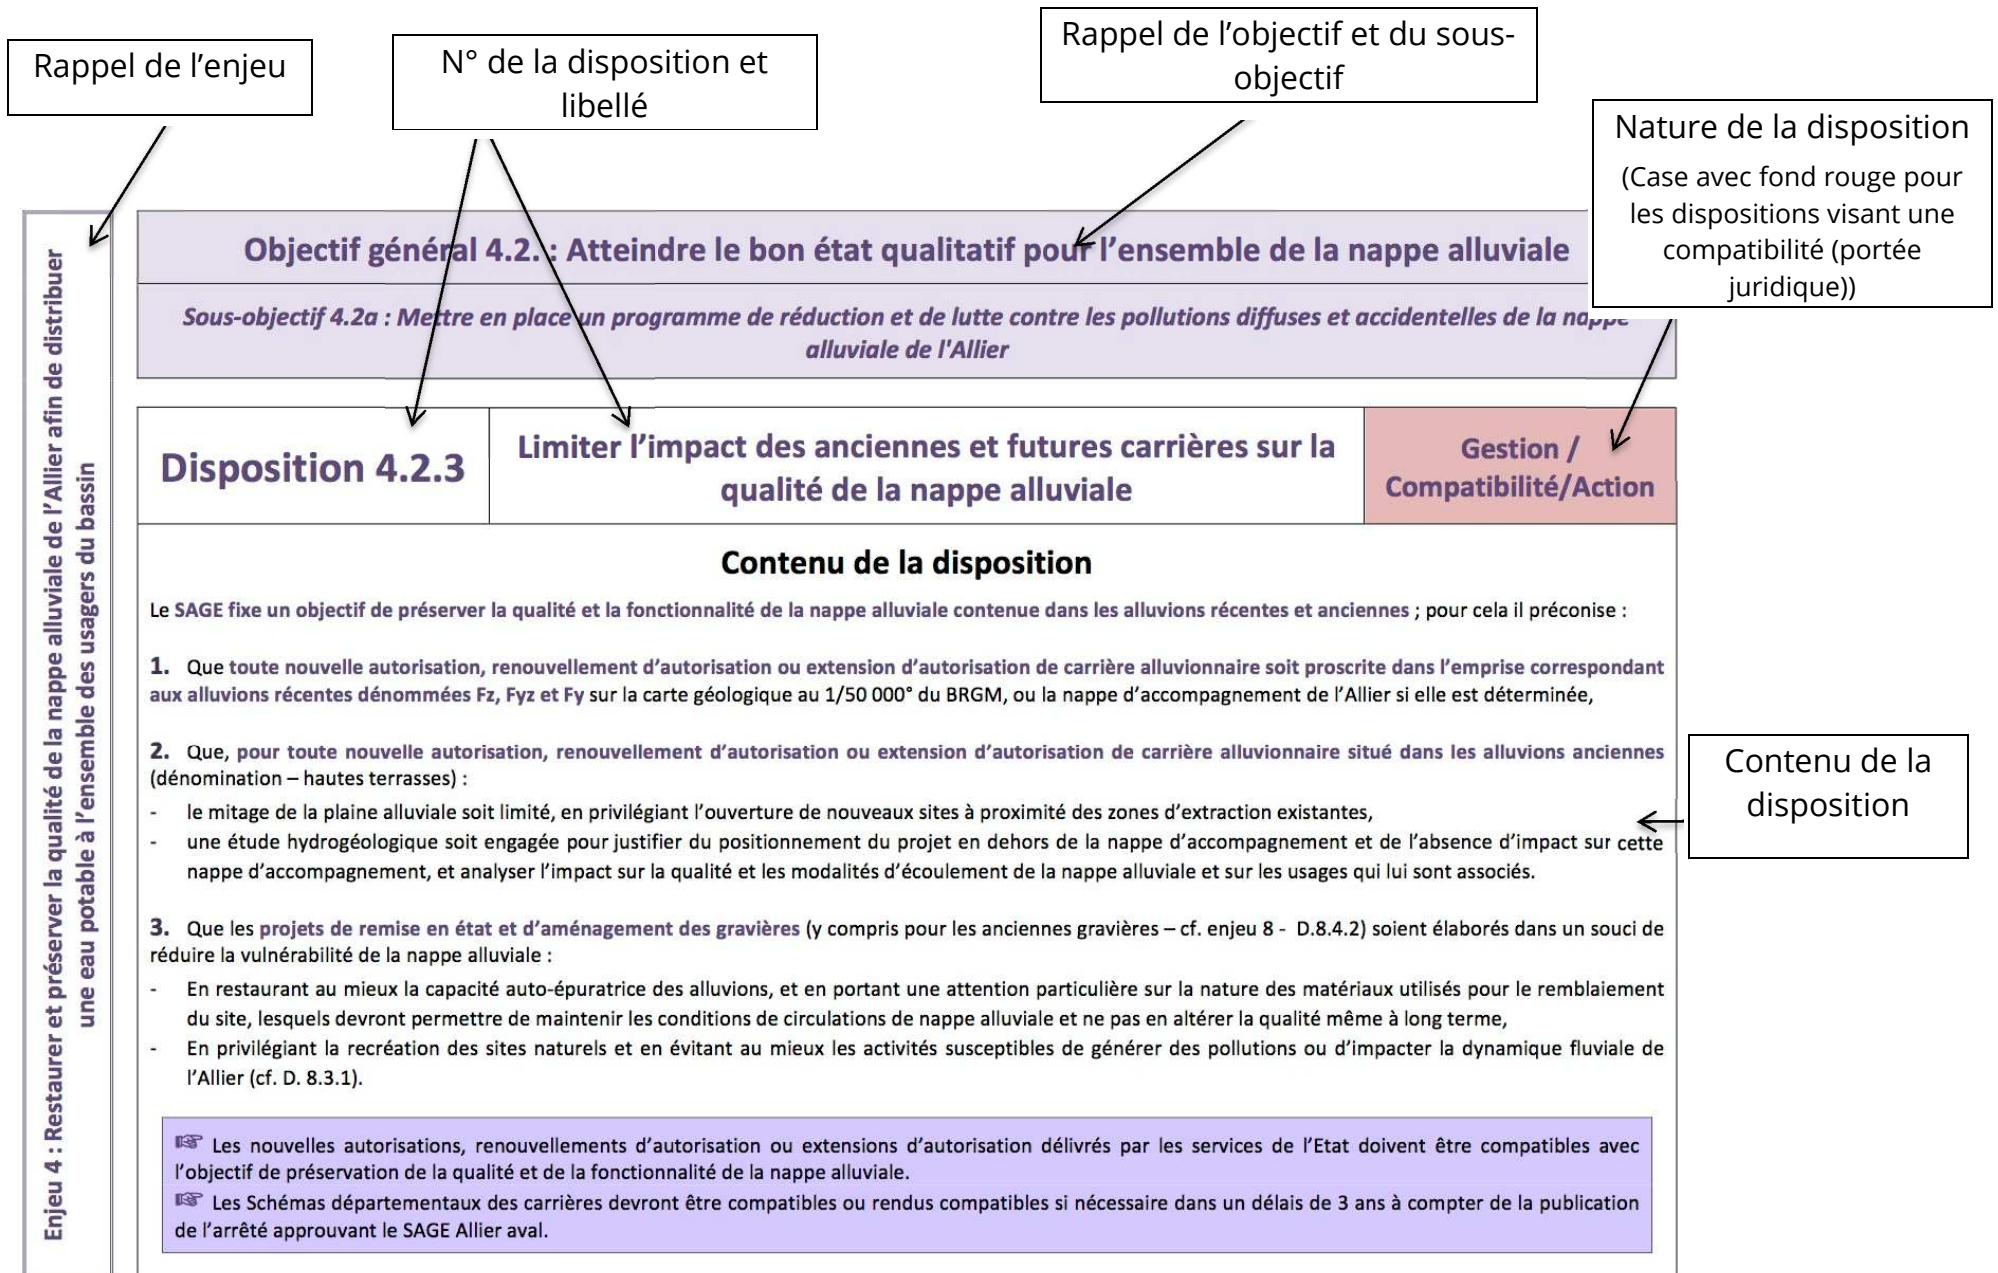 Rappel de l’enjeu
N° de la disposition et
libellé
Rappel de l’objectif et du sous-
objectif
Nature de la disposition
(Case avec fond rouge pour
les dispositions visant une
compatibilité (portée
juridique))
Enjeu 4 : Restaurer et préserver la qualité de la nappe alluviale de l’Allier afin de distribuer
une eau potable à l’ensemble des usagers du bassin
Objectif général 4.2. : Atteindre le bon état qualitatif pour l’ensemble de la nappe alluviale
Sous-objectif 4.2a : Mettre en place un programme de réduction et de lutte contre les pollutions diffuses et accidentelles de la nappe
alluviale de l'Allier
Disposition 4.2.3
Limiter l’impact des anciennes et futures carrières sur la
qualité de la nappe alluviale
Gestion /
Compatibilité/Action
Contenu de la disposition
Le SAGE fixe un objectif de préserver la qualité et la fonctionnalité de la nappe alluviale contenue dans les alluvions récentes et anciennes ; pour cela il préconise :
1. Que toute nouvelle autorisation, renouvellement d’autorisation ou extension d’autorisation de carrière alluvionnaire soit proscrite dans l’emprise correspondant
aux alluvions récentes dénommées Fz, Fyz et Fy sur la carte géologique au 1/50 000° du BRGM, ou la nappe d’accompagnement de l’Allier si elle est déterminée,
2. Que, pour toute nouvelle autorisation, renouvellement d’autorisation ou extension d’autorisation de carrière alluvionnaire situé dans les alluvions anciennes
(dénomination – hautes terrasses) :
- le mitage de la plaine alluviale soit limité, en privilégiant l’ouverture de nouveaux sites à proximité des zones d’extraction existantes,
- une étude hydrogéologique soit engagée pour justifier du positionnement du projet en dehors de la nappe d’accompagnement et de l’absence d’impact sur cette
nappe d’accompagnement, et analyser l’impact sur la qualité et les modalités d’écoulement de la nappe alluviale et sur les usages qui lui sont associés.
Contenu de la
disposition
3. Que les projets de remise en état et d’aménagement des gravières (y compris pour les anciennes gravières – cf. enjeu 8 - D.8.4.2) soient élaborés dans un souci de
réduire la vulnérabilité de la nappe alluviale :
- En restaurant au mieux la capacité auto-épuratrice des alluvions, et en portant une attention particulière sur la nature des matériaux utilisés pour le remblaiement
du site, lesquels devront permettre de maintenir les conditions de circulations de nappe alluviale et ne pas en altérer la qualité même à long terme,
- En privilégiant la recréation des sites naturels et en évitant au mieux les activités susceptibles de générer des pollutions ou d’impacter la dynamique fluviale de
l’Allier (cf. D. 8.3.1).
☞ Les nouvelles autorisations, renouvellements d’autorisation ou extensions d’autorisation délivrés par les services de l’Etat doivent être compatibles avec
l’objectif de préservation de la qualité et de la fonctionnalité de la nappe alluviale.
☞ Les Schémas départementaux des carrières devront être compatibles ou rendus compatibles si nécessaire dans un délais de 3 ans à compter de la publication
de l’arrêté approuvant le SAGE Allier aval.